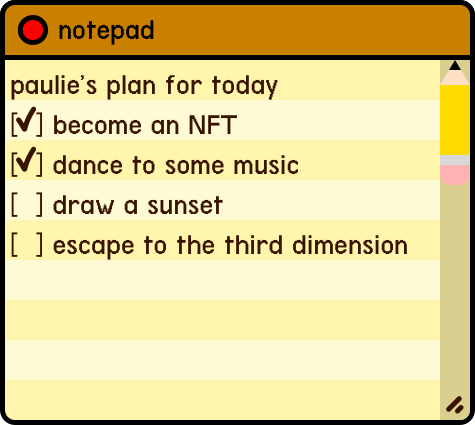 notepad
paulie's plan for today
[✓] become an NFT
[✓] dance to some music
[ ] draw a sunset
[ ] escape to the third dimension